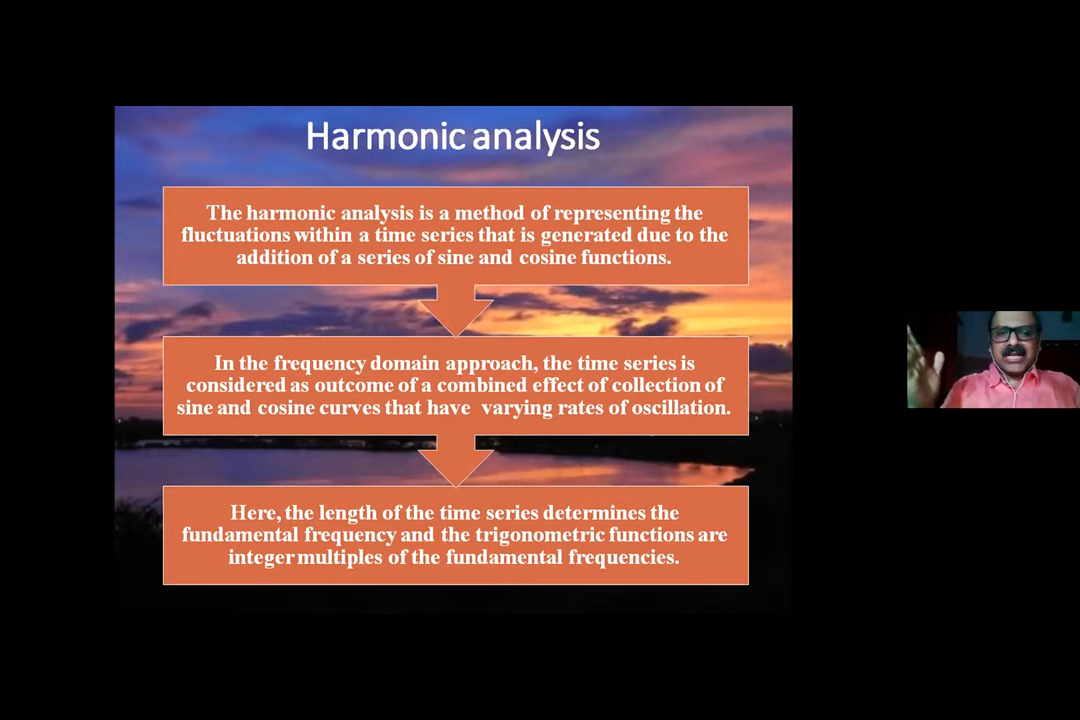 Harmonic analysis
The harmonic analysis is a method of representing the
fluctuations within a time series that is generated due to the
addition of a series of sine and cosine functions.
In the frequency domain approach, the time series is
considered as outcome of a combined effect of collection of
sine and cosine curves that have varying rates of oscillation.
Here, the length of the time series determines the
fundamental frequency and the trigonometric functions are
integer multiples of the fundamental frequencies.